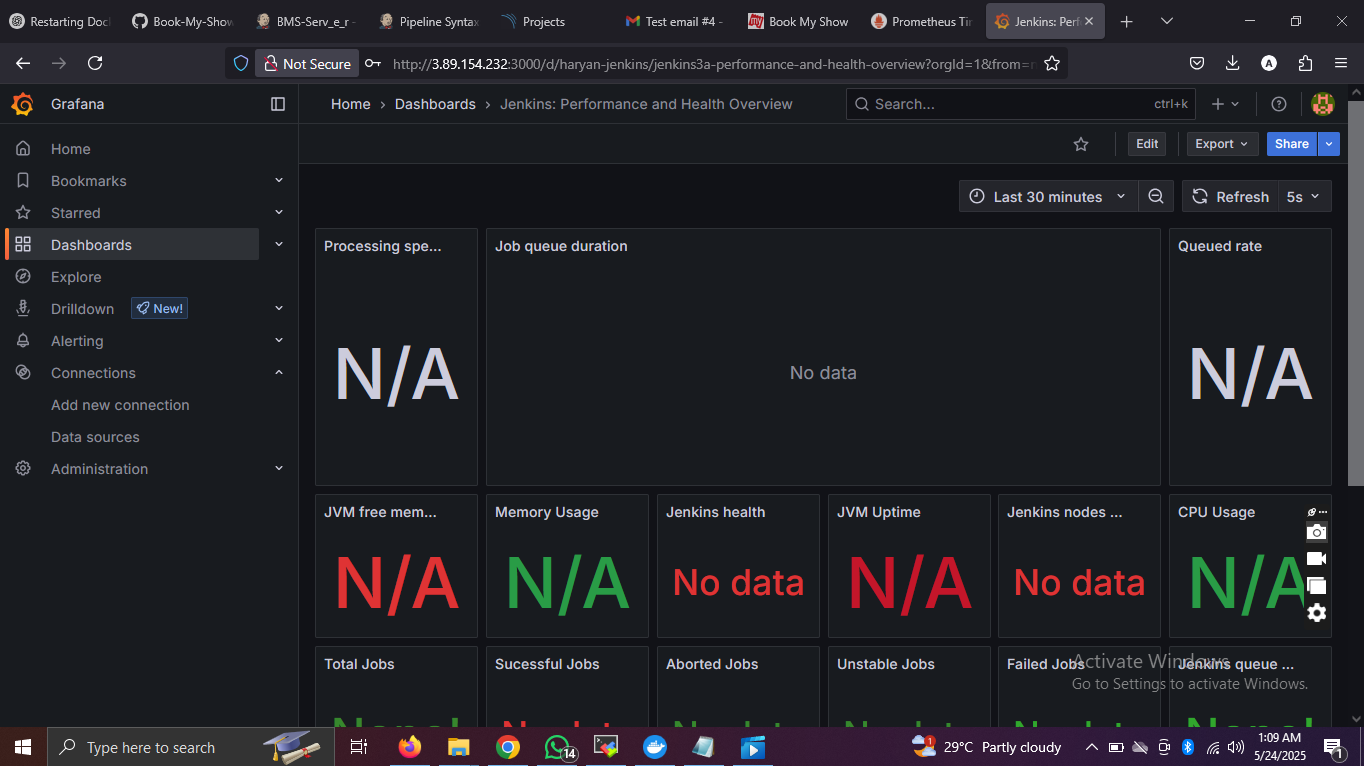 Restarting Doc
Book-My-Show
BMS-Serv_e_r -
Pipeline Syntax
Projects
Test email #4 -
Book My Show
Prometheus Tim
Jenkins: Perf
Not Secure
http://3.89.154.232:3000/d/haryan-jenkins/jenkins3a-performance-and-health-overview?orgId=1&from=n
A
Grafana
Home › Dashboards › Jenkins: Performance and Health Overview
Search... ctrl+k
Home
Bookmarks
Starred
Dashboards
Explore
Drilldown New!
Alerting
Connections
Add new connection
Data sources
Administration
Edit Export Share
Last 30 minutes Refresh 5s
Processing spe...
N/A
Job queue duration
No data
Queued rate
N/A
JVM free mem...
N/A
Memory Usage
N/A
Jenkins health
No data
JVM Uptime
N/A
Jenkins nodes ...
No data
CPU Usage
N/A
Total Jobs
Sucessful Jobs
Aborted Jobs
Unstable Jobs
Failed Jobs
Jenkins queue ...
Activate Windows
Go to Settings to activate Windows.
Type here to search
14
1
29°C Partly cloudy
1:09 AM
5/24/2025
1